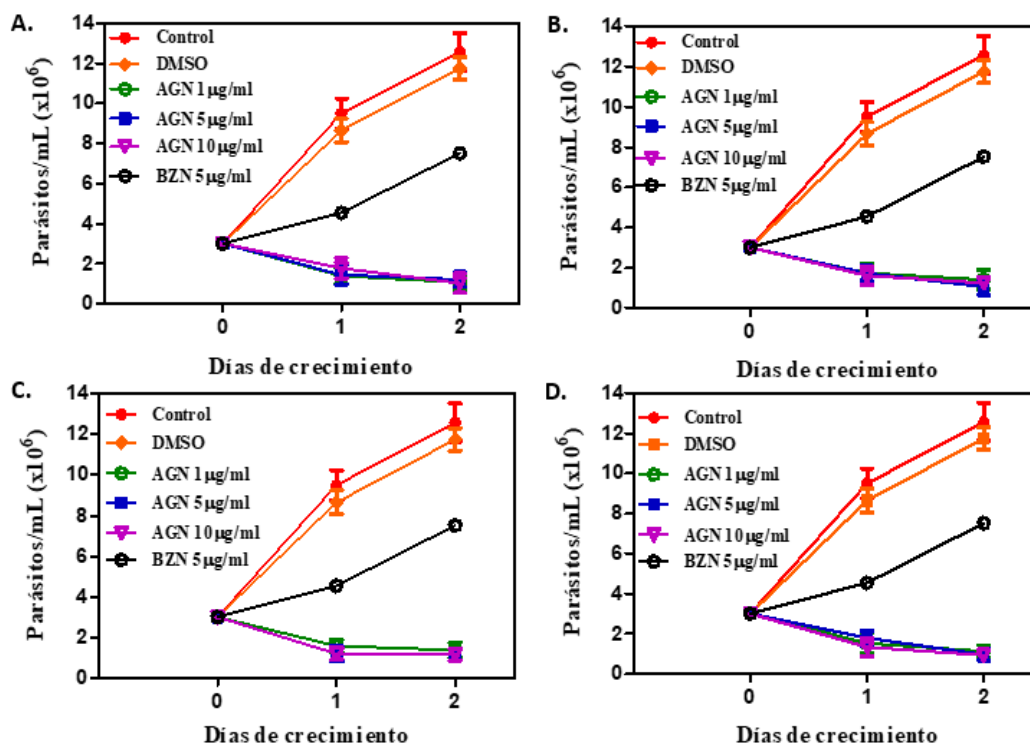 A.
Parásitos/mL (x10⁶)
14
12
10
8
6
4
2
0
Control
DMSO
AGN 1µg/ml
AGN 5µg/ml
AGN 10µg/ml
BZN 5µg/ml
0 1 2
Días de crecimiento
B.
Parásitos/mL (x10⁶)
14
12
10
8
6
4
2
0
Control
DMSO
AGN 1µg/ml
AGN 5µg/ml
AGN 10µg/ml
BZN 5µg/ml
0 1 2
Días de crecimiento
C.
Parásitos/mL (x10⁶)
14
12
10
8
6
4
2
0
Control
DMSO
AGN 1µg/ml
AGN 5µg/ml
AGN 10µg/ml
BZN 5µg/ml
0 1 2
Días de crecimiento
D.
Parásitos/mL (x10⁶)
14
12
10
8
6
4
2
0
Control
DMSO
AGN 1µg/ml
AGN 5µg/ml
AGN 10µg/ml
BZN 5µg/ml
0 1 2
Días de crecimiento